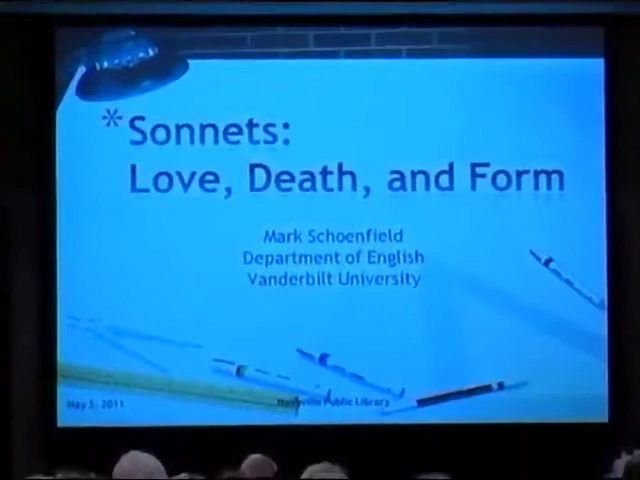 * Sonnets:
Love, Death, and Form
Mark Schoenfield
Department of English
Vanderbilt University
May 3, 2011
Nashville Public Library